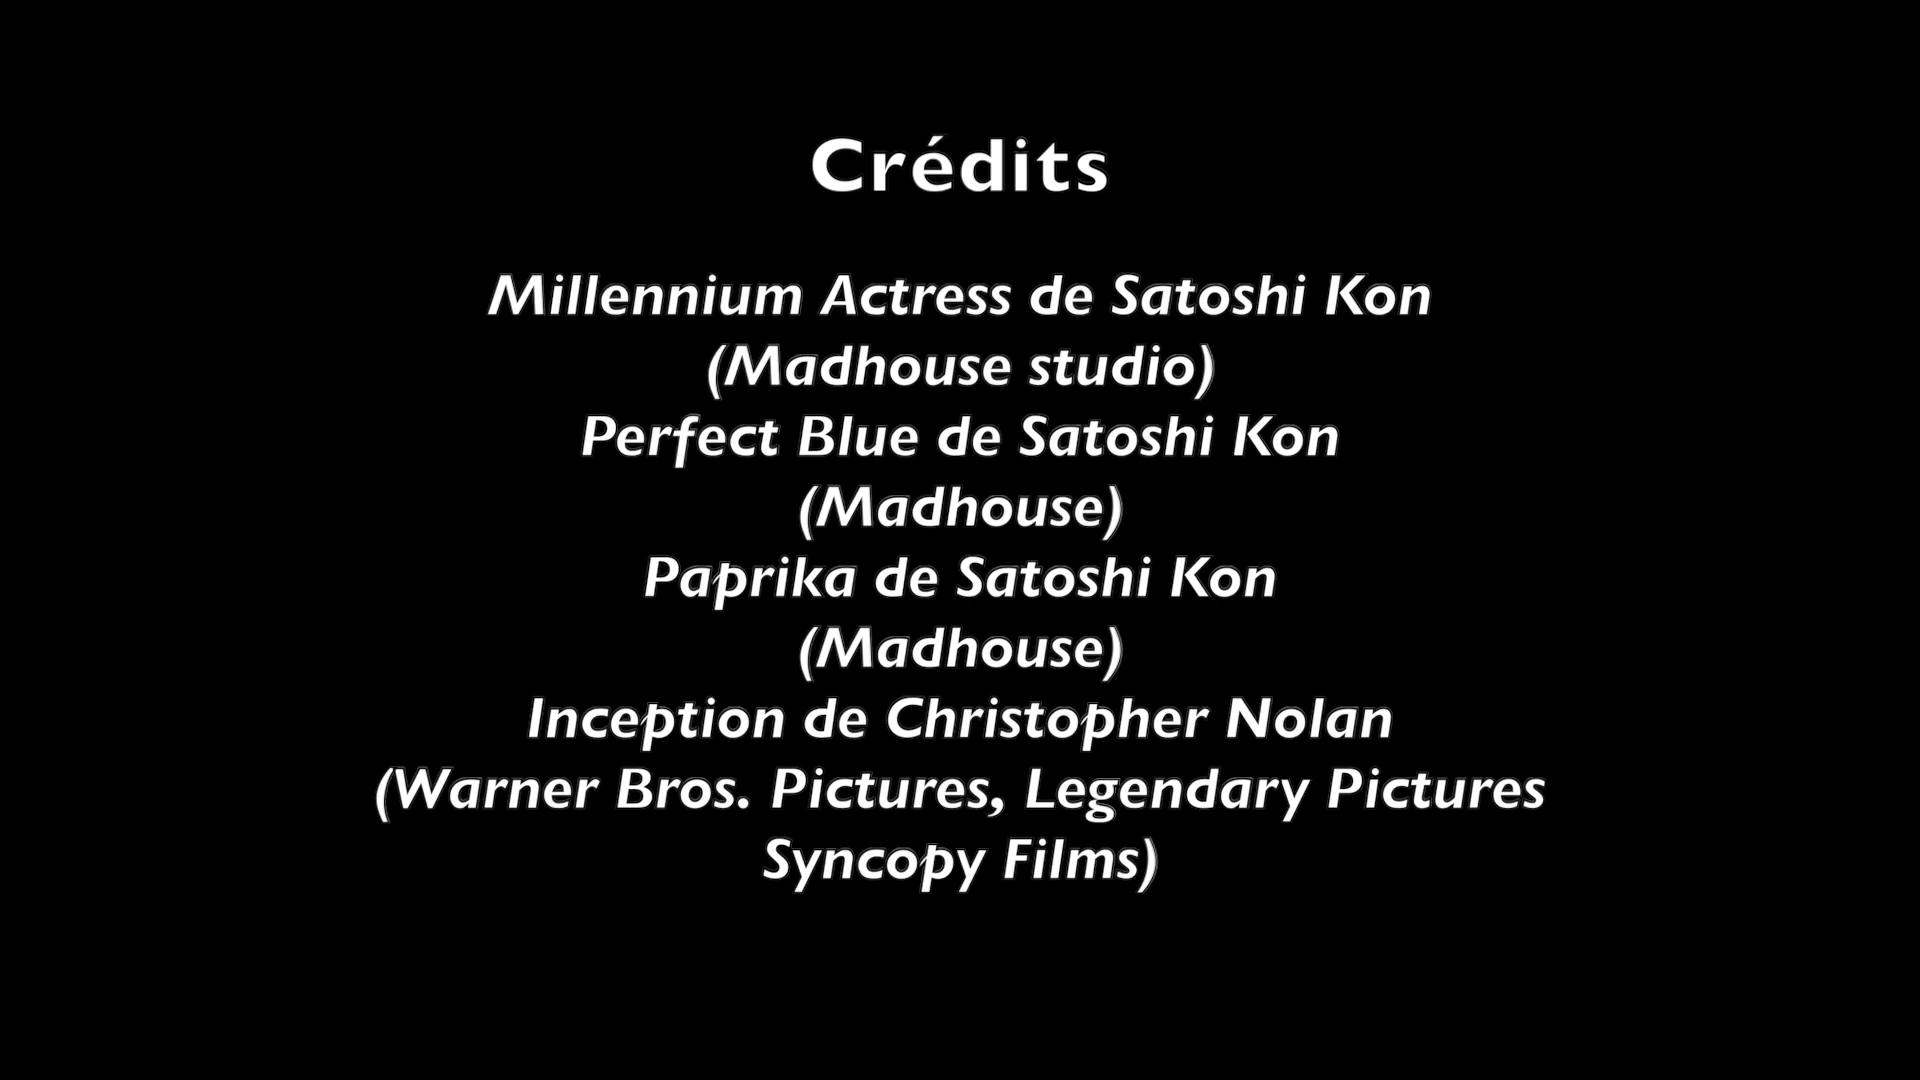 Crédits
Millennium Actress de Satoshi Kon
(Madhouse studio)
Perfect Blue de Satoshi Kon
(Madhouse)
Paprika de Satoshi Kon
(Madhouse)
Inception de Christopher Nolan
(Warner Bros. Pictures, Legendary Pictures
Syncopy Films)